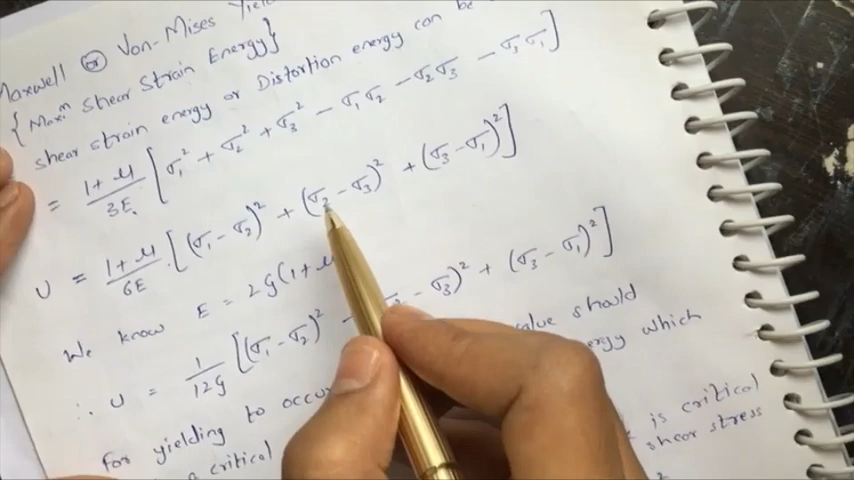 Maxwell or Von-Mises Yield
{Maxi^m Shear Strain Energy}
shear strain energy or Distortion energy can be
= 1+μ/3E [σ₁² + σ₂² + σ₃² - σ₁σ₂ - σ₂σ₃ - σ₃σ₁]
U = 1+μ/6E [(σ₁-σ₂)² + (σ₂-σ₃)² + (σ₃-σ₁)²]
We know E = 2G(1+μ
∴ U = 1/12G [(σ₁-σ₂)² - σ₃)² + (σ₃-σ₁)²]
for yielding to occur value should
a critical energy which
is critical
shear stress